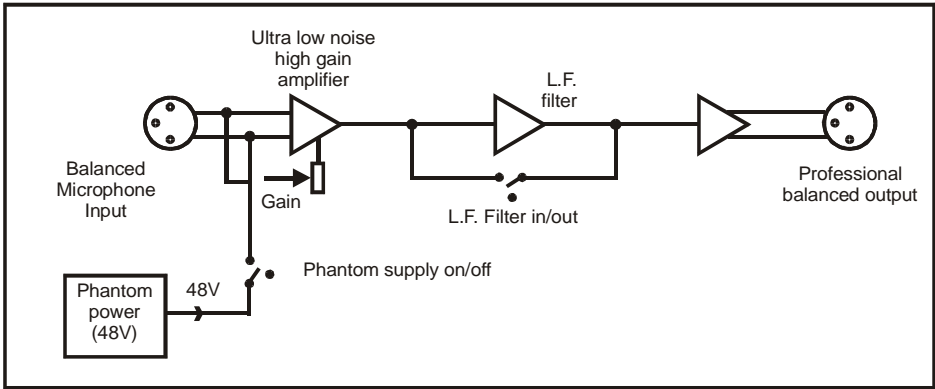 Ultra low noise
high gain
amplifier
L.F.
filter
Balanced
Microphone
Input
Gain
L.F. Filter in/out
Professional
balanced output
Phantom supply on/off
Phantom
power
(48V)
48V